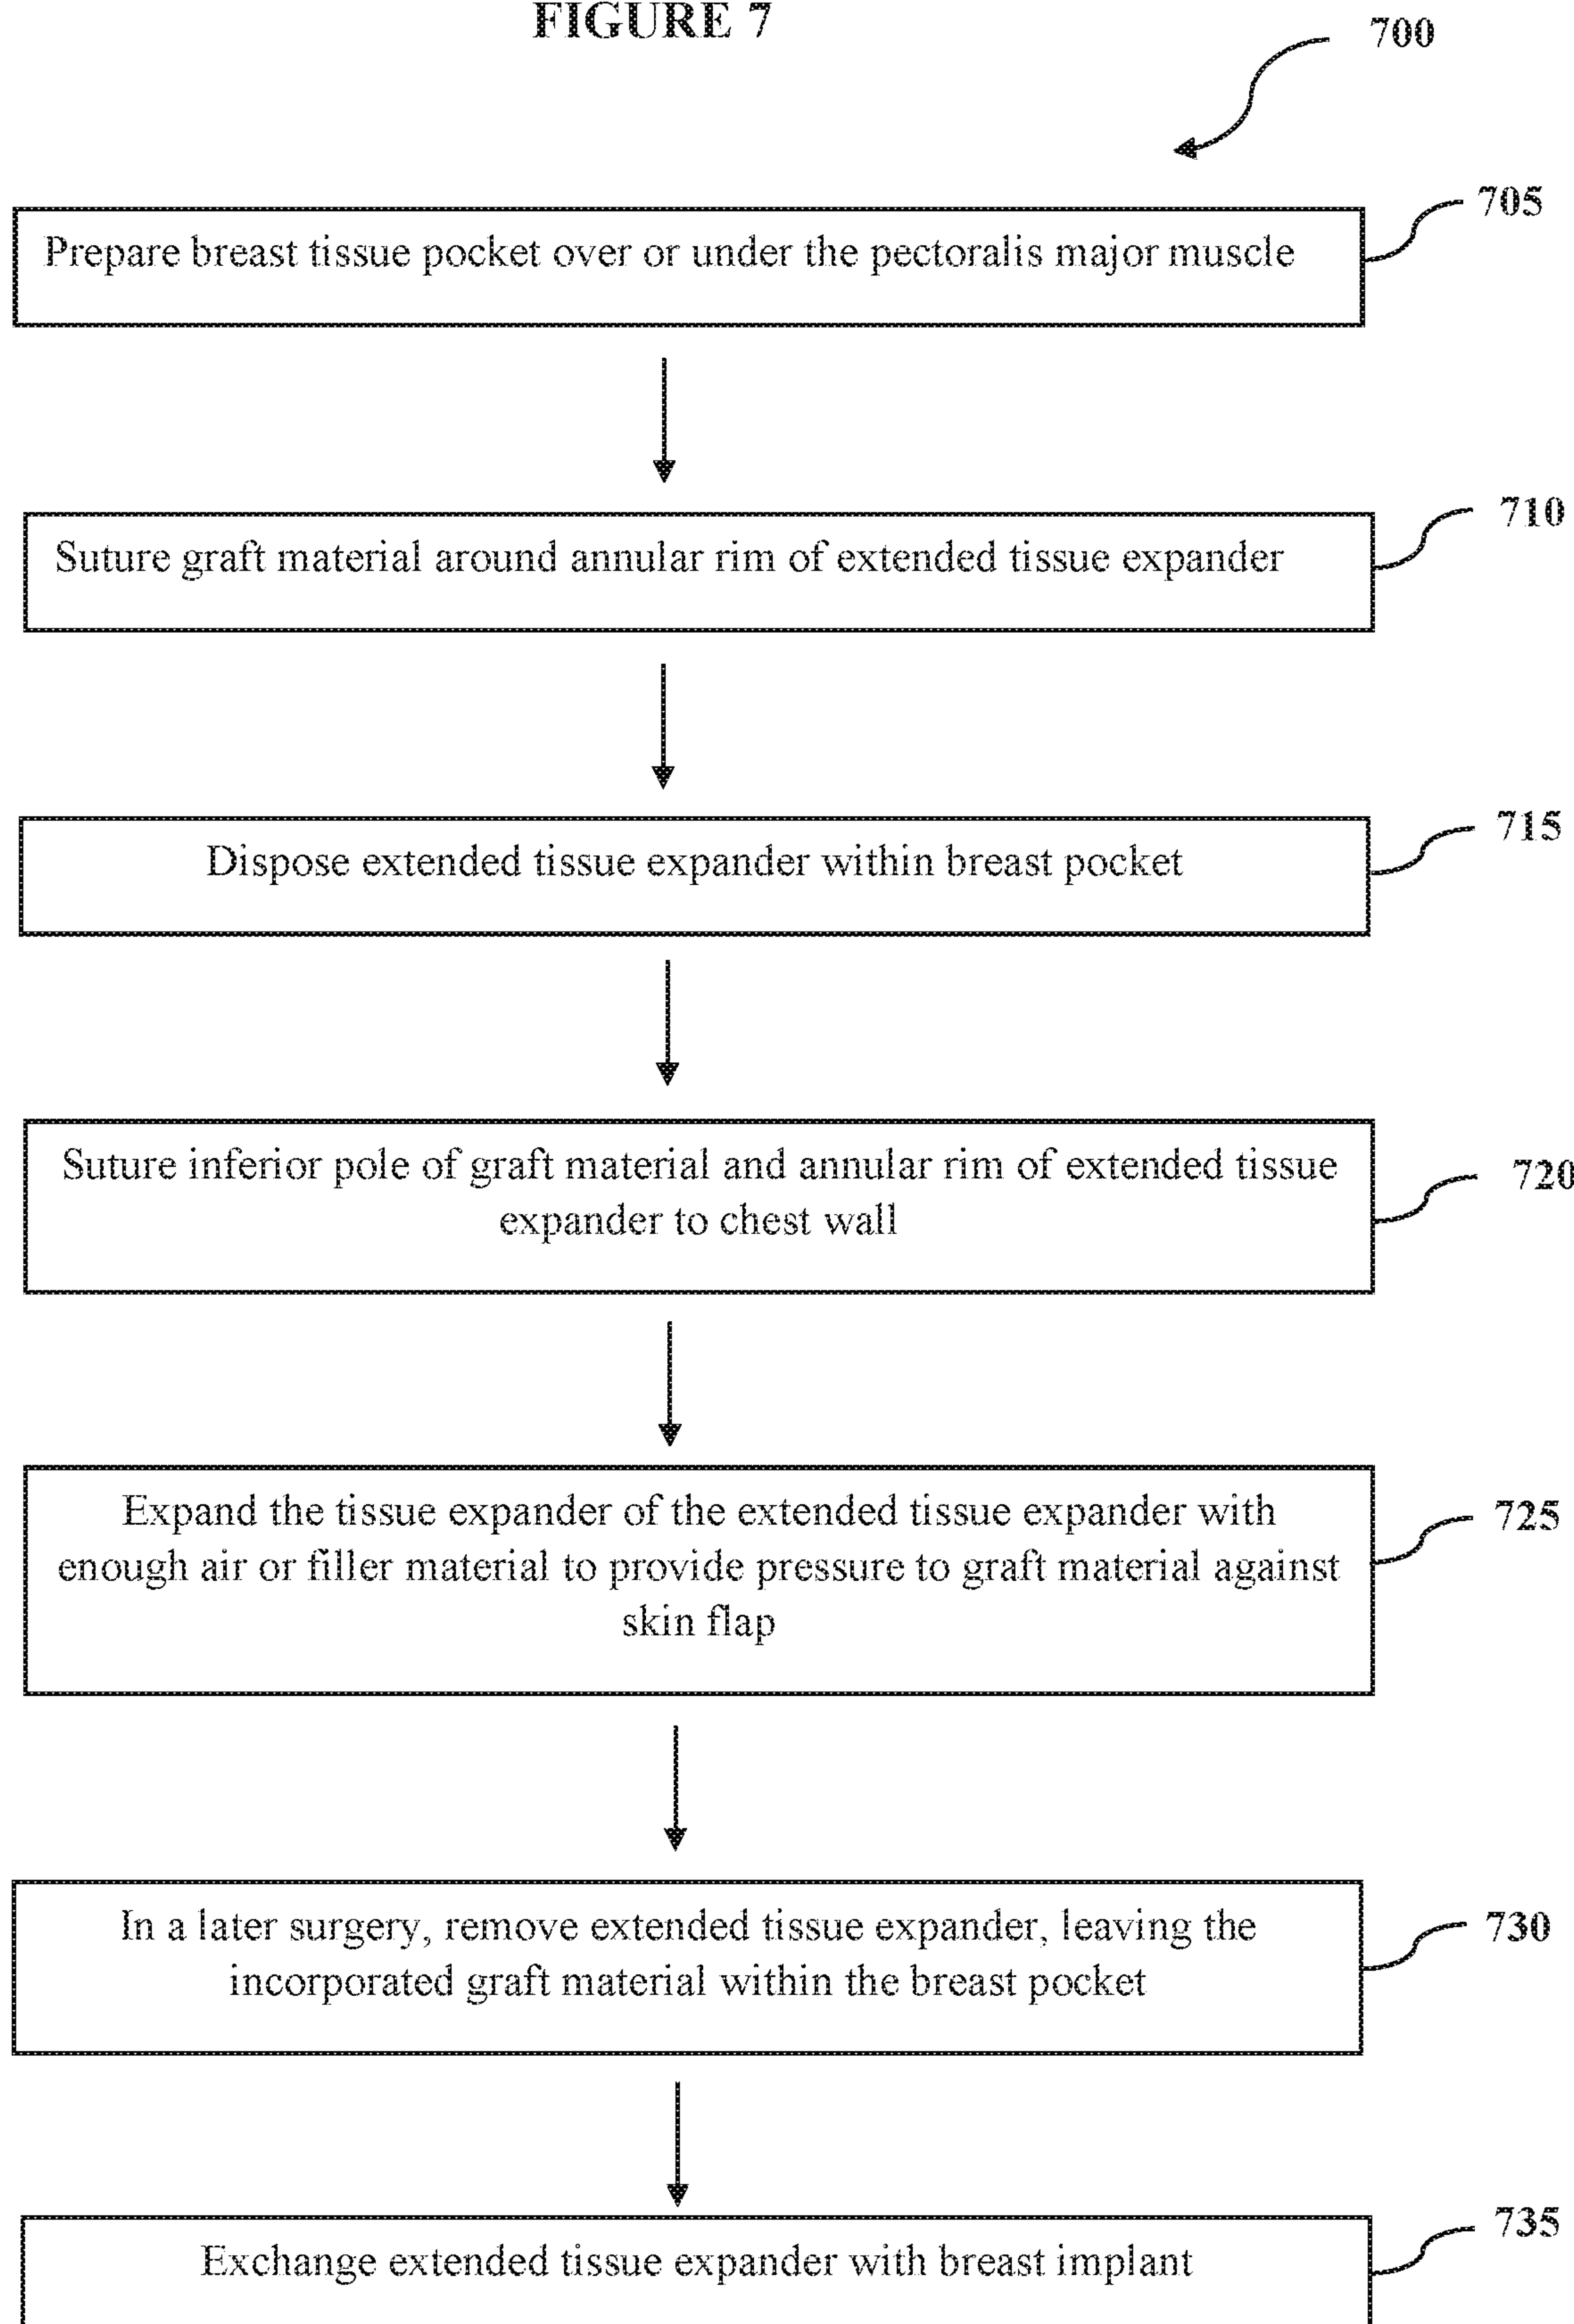 FIGURE 7
700
705
Prepare breast tissue pocket over or under the pectoralis major muscle
710
Suture graft material around annular rim of extended tissue expander
715
Dispose extended tissue expander within breast pocket
720
Suture inferior pole of graft material and annular rim of extended tissue
expander to chest wall
725
Expand the tissue expander of the extended tissue expander with
enough air or filler material to provide pressure to graft material against
skin flap
730
In a later surgery, remove extended tissue expander, leaving the
incorporated graft material within the breast pocket
735
Exchange extended tissue expander with breast implant